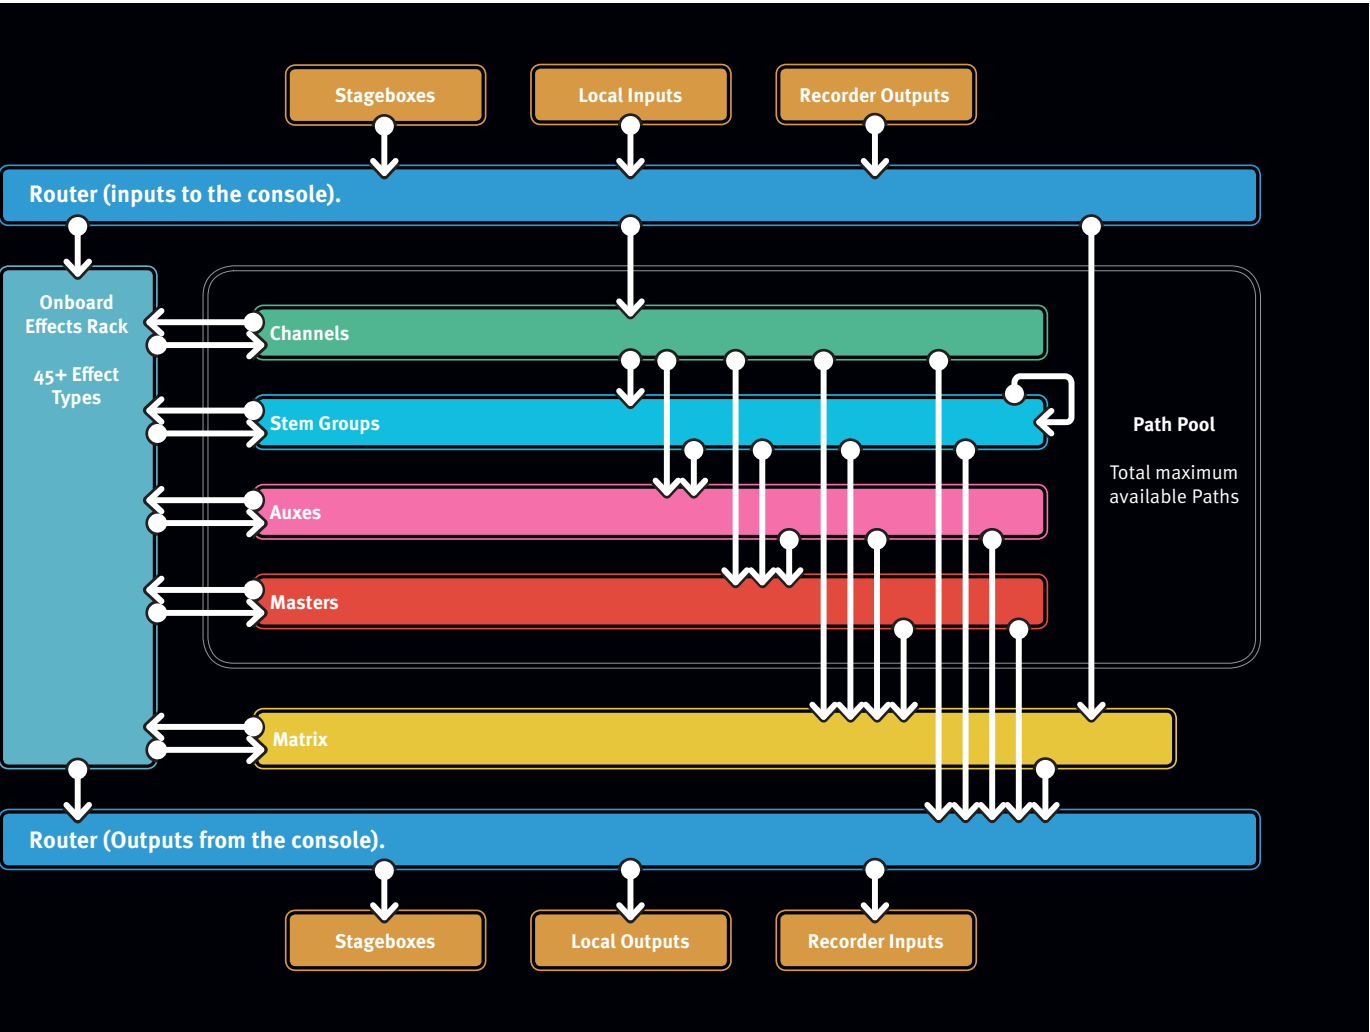 Stageboxes
Local Inputs
Recorder Outputs
Router (inputs to the console).
Onboard
Effects Rack
45+ Effect
Types
Channels
Stem Groups
Auxes
Masters
Path Pool
Total maximum
available Paths
Matrix
Router (Outputs from the console).
Stageboxes
Local Outputs
Recorder Inputs